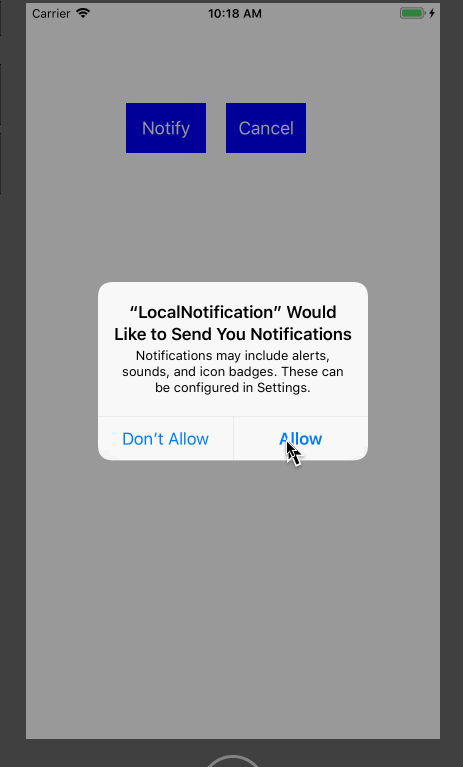 Carrier 10:18 AM
Notify Cancel
“LocalNotification” Would
Like to Send You Notifications
Notifications may include alerts,
sounds, and icon badges. These can
be configured in Settings.
Don’t Allow Allow